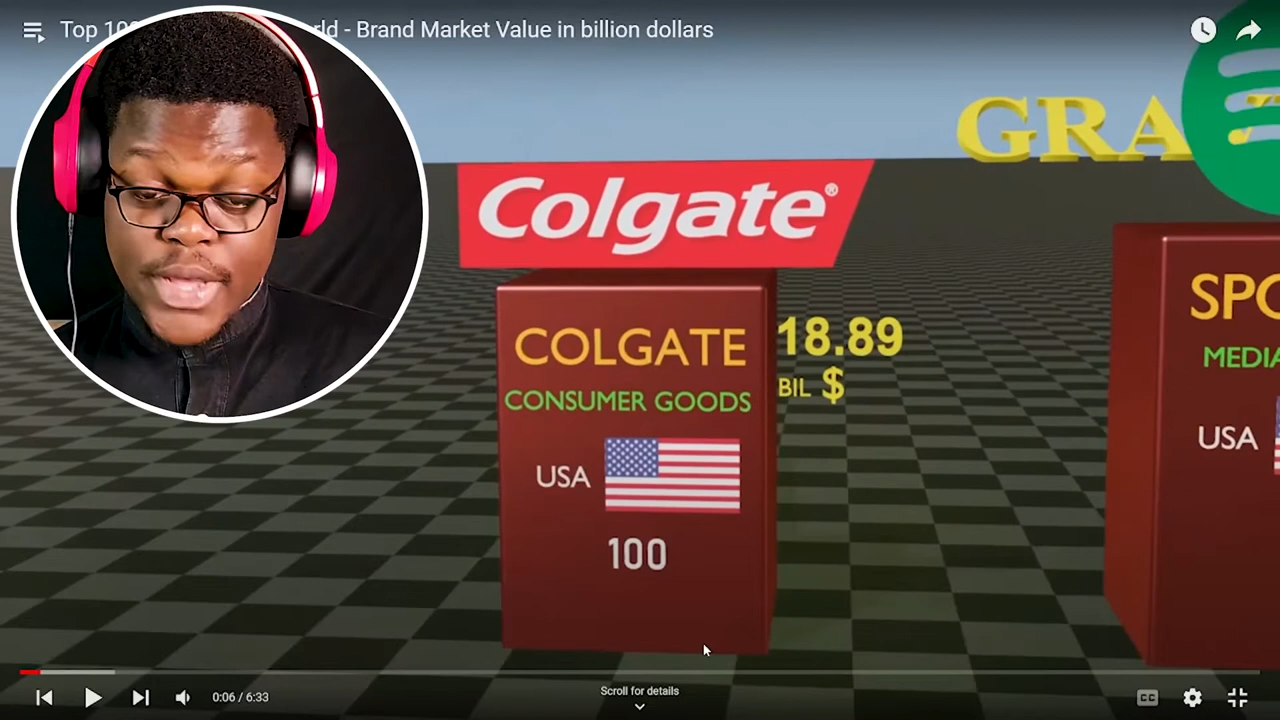 Top 10 rld - Brand Market Value in billion dollars
GRA
Colgate®
COLGATE
CONSUMER GOODS
USA
100
18.89
BIL $
SPO
MEDIA
USA
0:06 / 6:33
Scroll for details
CC